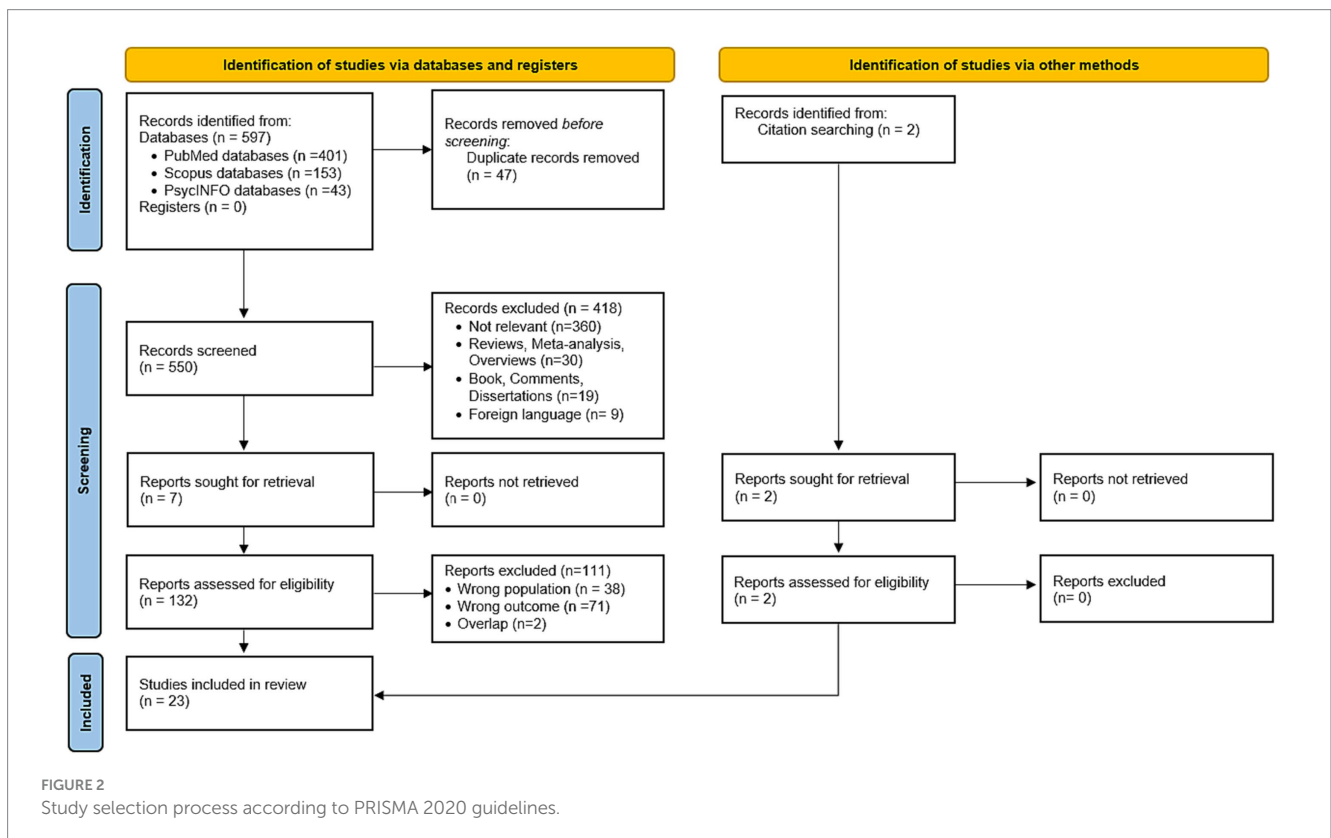 Identification of studies via databases and registers
Identification of studies via other methods
Identification
Records identified from:
Databases (n = 597)
• PubMed databases (n =401)
• Scopus databases (n =153)
• PsycINFO databases (n =43)
Registers (n = 0)
Records removed before
screening:
Duplicate records removed
(n = 47)
Records identified from:
Citation searching (n = 2)
Screening
Records screened
(n = 550)
Records excluded (n = 418)
• Not relevant (n=360)
• Reviews, Meta-analysis,
Overviews (n=30)
• Book, Comments,
Dissertations (n=19)
• Foreign language (n= 9)
Reports sought for retrieval
(n = 7)
Reports not retrieved
(n = 0)
Reports sought for retrieval
(n = 2)
Reports not retrieved
(n = 0)
Reports assessed for eligibility
(n = 132)
Reports excluded (n=111)
• Wrong population (n = 38)
• Wrong outcome (n =71)
• Overlap (n=2)
Reports assessed for eligibility
(n = 2)
Reports excluded
(n= 0)
Included
Studies included in review
(n = 23)
FIGURE 2
Study selection process according to PRISMA 2020 guidelines.